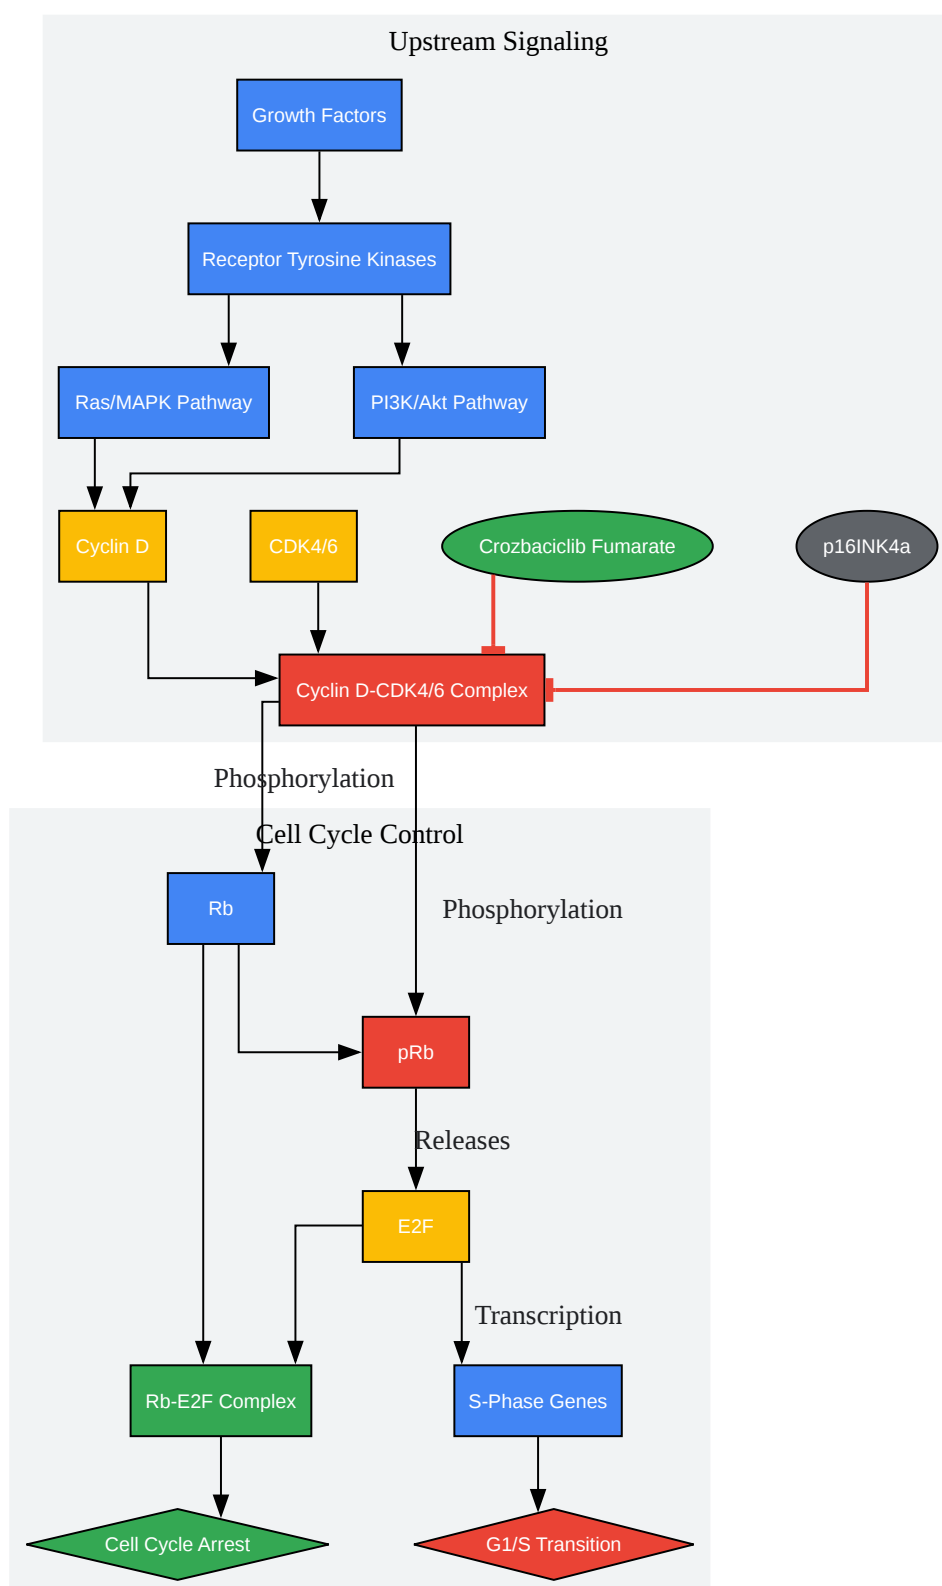 Upstream Signaling
Growth Factors
Receptor Tyrosine Kinases
Ras/MAPK Pathway
PI3K/Akt Pathway
Cyclin D
CDK4/6
Crozbaciclib Fumarate
p16INK4a
Cyclin D-CDK4/6 Complex
Phosphorylation
Cell Cycle Control
Rb
Phosphorylation
pRb
Releases
E2F
Transcription
Rb-E2F Complex
S-Phase Genes
Cell Cycle Arrest
G1/S Transition